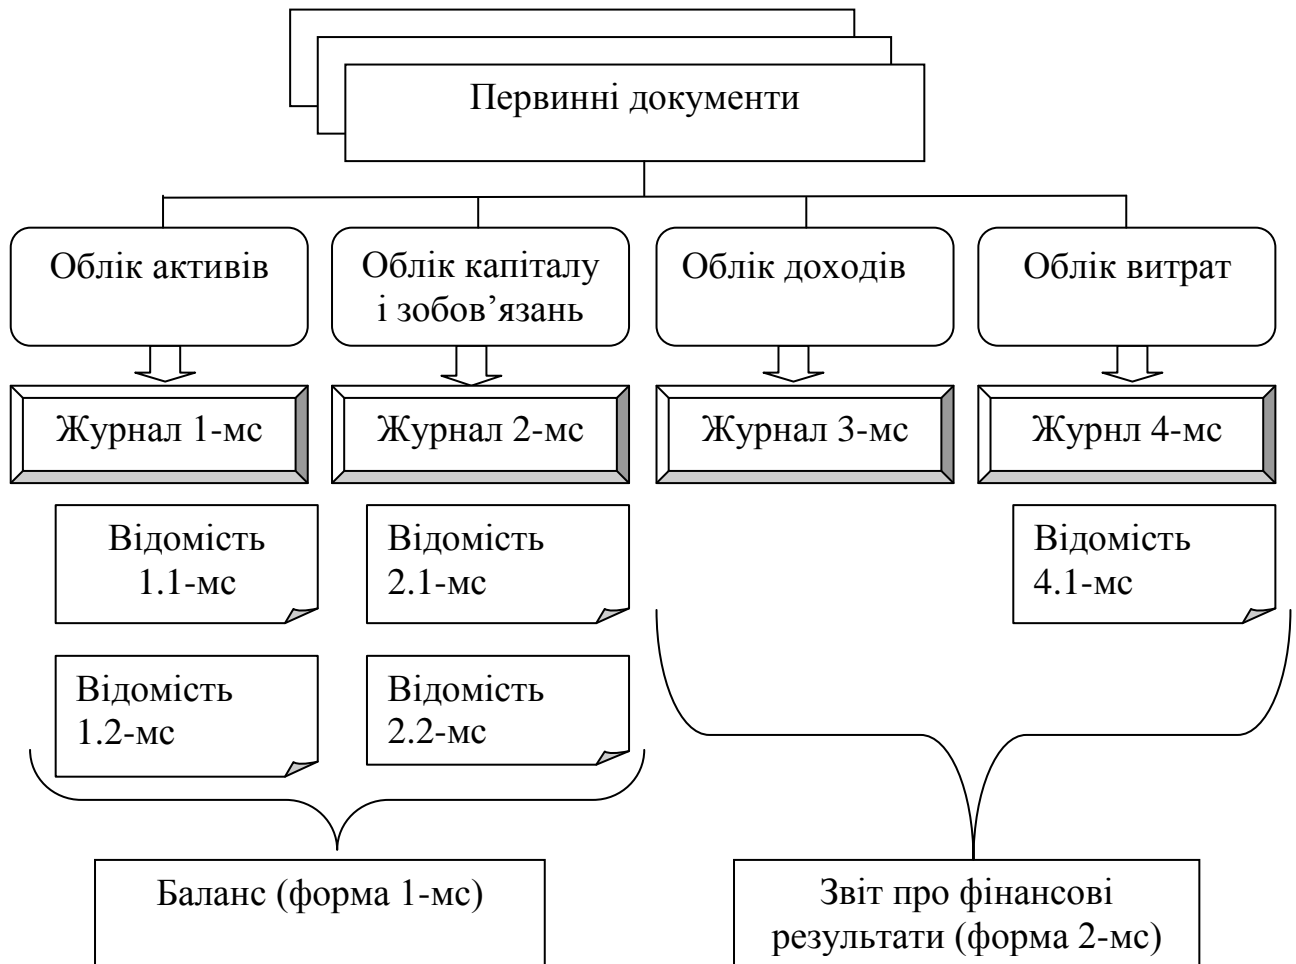 Первинні документи
Облік активів
Облік капіталу
і зобов’язань
Облік доходів
Облік витрат
Журнал 1-мс
Журнал 2-мс
Журнал 3-мс
Журнл 4-мс
Відомість
1.1-мс
Відомість
2.1-мс
Відомість
4.1-мс
Відомість
1.2-мс
Відомість
2.2-мс
Баланс (форма 1-мс)
Звіт про фінансові
результати (форма 2-мс)